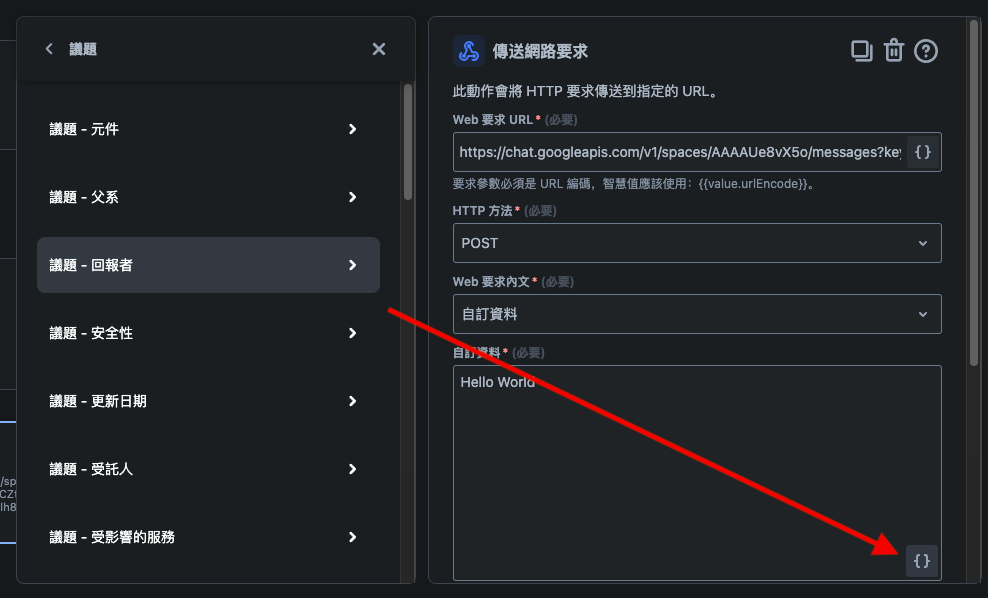 議題
議題 - 元件
議題 - 父系
議題 - 回報者
議題 - 安全性
議題 - 更新日期
議題 - 受託人
議題 - 受影響的服務
/sp
CZ
lh8
傳送網路要求
此動作會將 HTTP 要求傳送到指定的 URL。
Web 要求 URL* (必要)
https://chat.googleapis.com/v1/spaces/AAAAUe8vX5o/messages?key
{}
要求參數必須是 URL 編碼，智慧值應該使用：{{value.urlEncode}}。
HTTP 方法* (必要)
POST
Web 要求內文* (必要)
自訂資料
自訂資料* (必要)
Hello World
{}